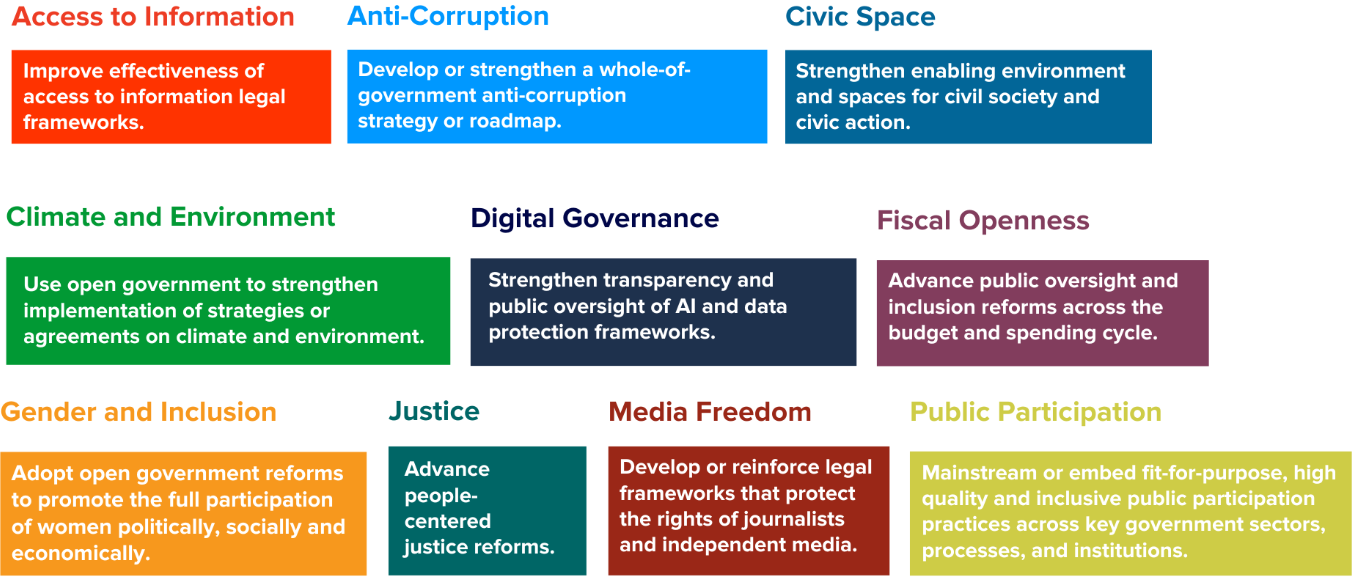 Access to Information
Improve effectiveness of
access to information legal
frameworks.
Anti-Corruption
Develop or strengthen a whole-of-
government anti-corruption
strategy or roadmap.
Civic Space
Strengthen enabling environment
and spaces for civil society and
civic action.
Climate and Environment
Use open government to strengthen
implementation of strategies or
agreements on climate and environment.
Digital Governance
Strengthen transparency and
public oversight of AI and data
protection frameworks.
Fiscal Openness
Advance public oversight and
inclusion reforms across the
budget and spending cycle.
Gender and Inclusion
Adopt open government reforms
to promote the full participation
of women politically, socially and
economically.
Justice
Advance
people-
centered
justice reforms.
Media Freedom
Develop or reinforce legal
frameworks that protect
the rights of journalists
and independent media.
Public Participation
Mainstream or embed fit-for-purpose, high
quality and inclusive public participation
practices across key government sectors,
processes, and institutions.